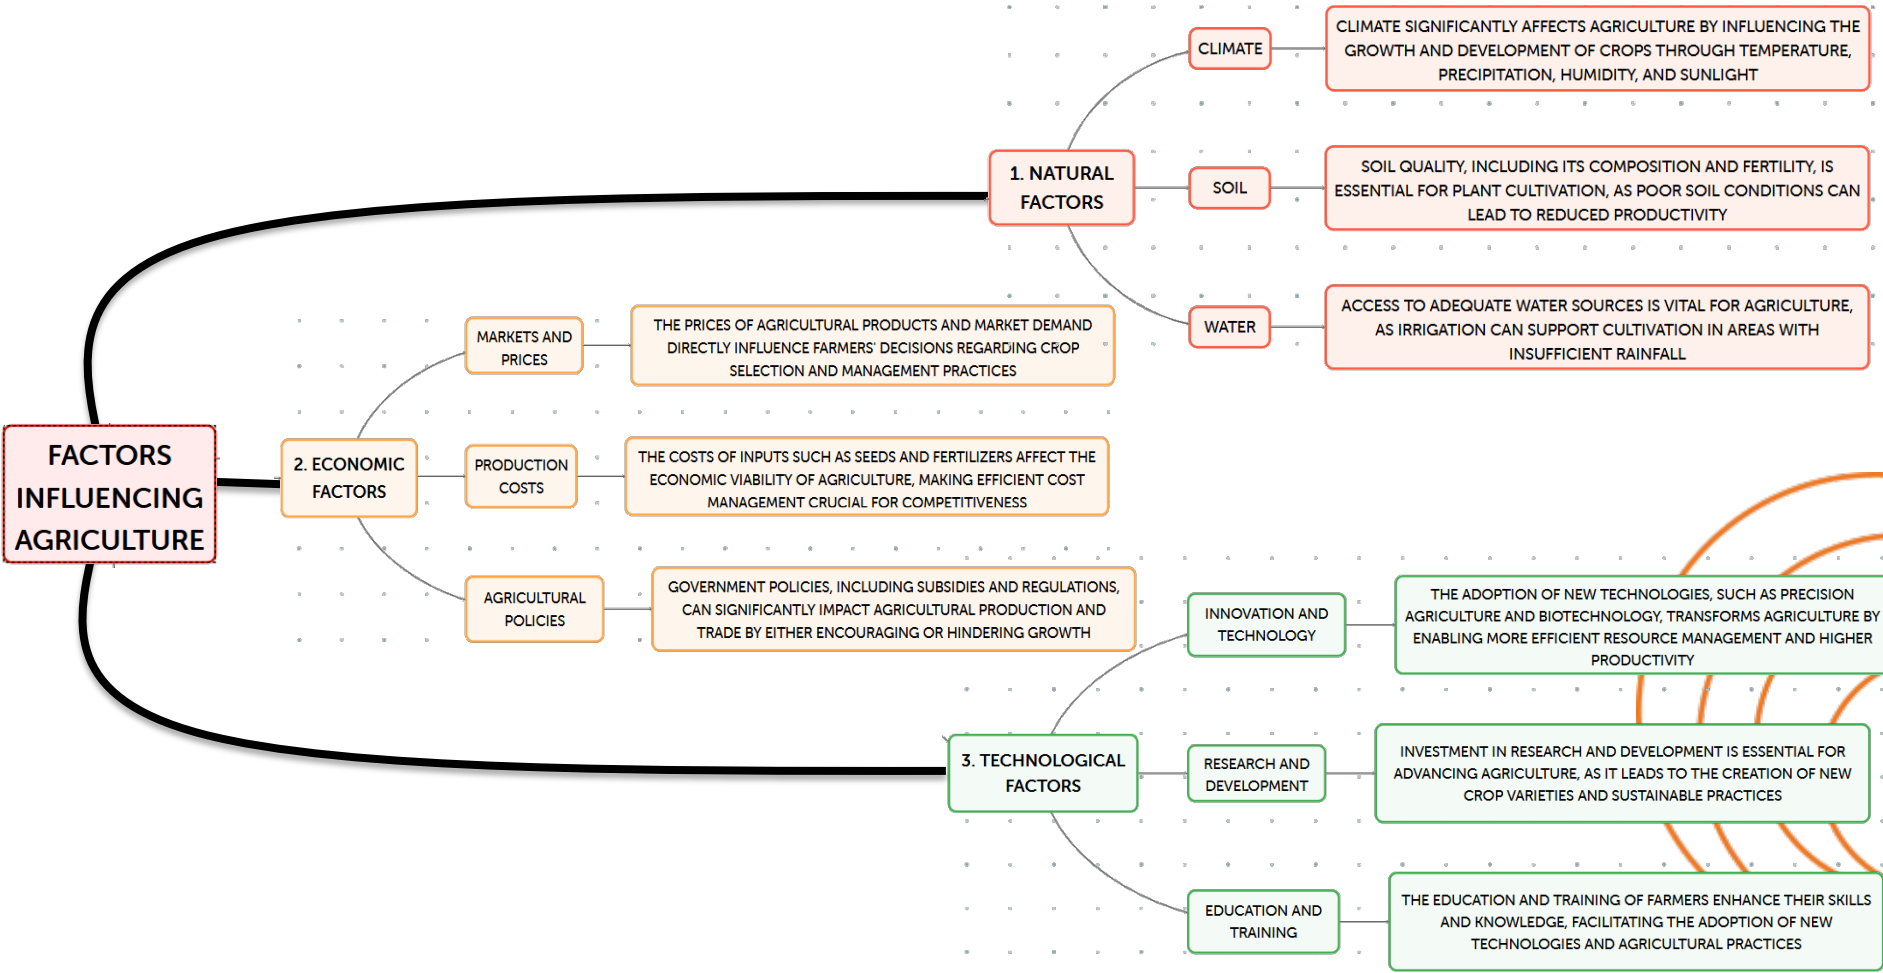 FACTORS
INFLUENCING
AGRICULTURE
1. NATURAL
FACTORS
CLIMATE
CLIMATE SIGNIFICANTLY AFFECTS AGRICULTURE BY INFLUENCING THE
GROWTH AND DEVELOPMENT OF CROPS THROUGH TEMPERATURE,
PRECIPITATION, HUMIDITY, AND SUNLIGHT
SOIL
SOIL QUALITY, INCLUDING ITS COMPOSITION AND FERTILITY, IS
ESSENTIAL FOR PLANT CULTIVATION, AS POOR SOIL CONDITIONS CAN
LEAD TO REDUCED PRODUCTIVITY
WATER
ACCESS TO ADEQUATE WATER SOURCES IS VITAL FOR AGRICULTURE,
AS IRRIGATION CAN SUPPORT CULTIVATION IN AREAS WITH
INSUFFICIENT RAINFALL
2. ECONOMIC
FACTORS
MARKETS AND
PRICES
THE PRICES OF AGRICULTURAL PRODUCTS AND MARKET DEMAND
DIRECTLY INFLUENCE FARMERS' DECISIONS REGARDING CROP
SELECTION AND MANAGEMENT PRACTICES
PRODUCTION
COSTS
THE COSTS OF INPUTS SUCH AS SEEDS AND FERTILIZERS AFFECT THE
ECONOMIC VIABILITY OF AGRICULTURE, MAKING EFFICIENT COST
MANAGEMENT CRUCIAL FOR COMPETITIVENESS
AGRICULTURAL
POLICIES
GOVERNMENT POLICIES, INCLUDING SUBSIDIES AND REGULATIONS,
CAN SIGNIFICANTLY IMPACT AGRICULTURAL PRODUCTION AND
TRADE BY EITHER ENCOURAGING OR HINDERING GROWTH
3. TECHNOLOGICAL
FACTORS
INNOVATION AND
TECHNOLOGY
THE ADOPTION OF NEW TECHNOLOGIES, SUCH AS PRECISION
AGRICULTURE AND BIOTECHNOLOGY, TRANSFORMS AGRICULTURE BY
ENABLING MORE EFFICIENT RESOURCE MANAGEMENT AND HIGHER
PRODUCTIVITY
RESEARCH AND
DEVELOPMENT
INVESTMENT IN RESEARCH AND DEVELOPMENT IS ESSENTIAL FOR
ADVANCING AGRICULTURE, AS IT LEADS TO THE CREATION OF NEW
CROP VARIETIES AND SUSTAINABLE PRACTICES
EDUCATION AND
TRAINING
THE EDUCATION AND TRAINING OF FARMERS ENHANCE THEIR SKILLS
AND KNOWLEDGE, FACILITATING THE ADOPTION OF NEW
TECHNOLOGIES AND AGRICULTURAL PRACTICES